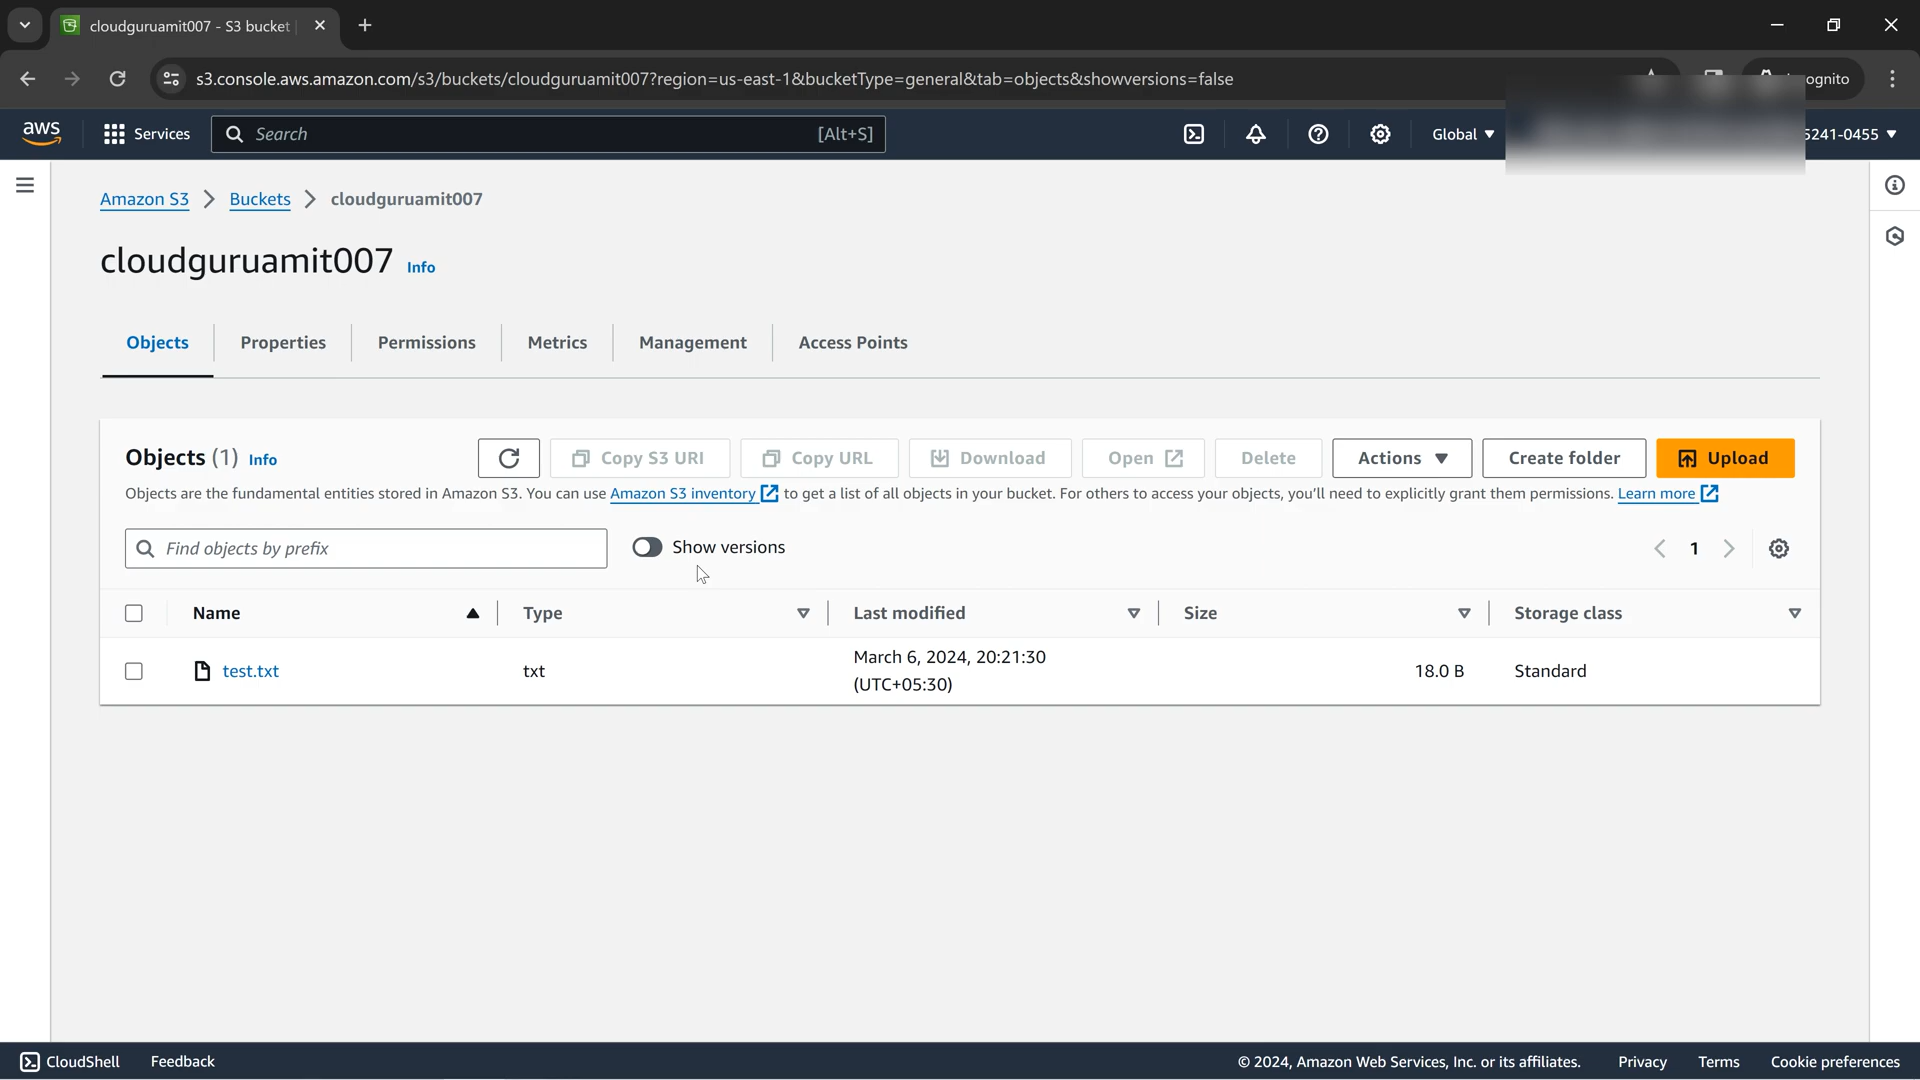 cloudguruamit007 - S3 bucket
s3.console.aws.amazon.com/s3/buckets/cloudguruamit007?region=us-east-1&bucketType=general&tab=objects&showversions=false
ognito
aws
Services
Search
[Alt+S]
Global
5241-0455
Amazon S3
Buckets
cloudguruamit007
cloudguruamit007 Info
Objects
Properties
Permissions
Metrics
Management
Access Points
Objects (1) Info
Copy S3 URI
Copy URL
Download
Open
Delete
Actions
Create folder
Upload
Objects are the fundamental entities stored in Amazon S3. You can use Amazon S3 inventory to get a list of all objects in your bucket. For others to access your objects, you'll need to explicitly grant them permissions. Learn more
Find objects by prefix
Show versions
1
Name
Type
Last modified
Size
Storage class
test.txt
txt
March 6, 2024, 20:21:30
(UTC+05:30)
18.0 B
Standard
CloudShell
Feedback
© 2024, Amazon Web Services, Inc. or its affiliates.
Privacy
Terms
Cookie preferences